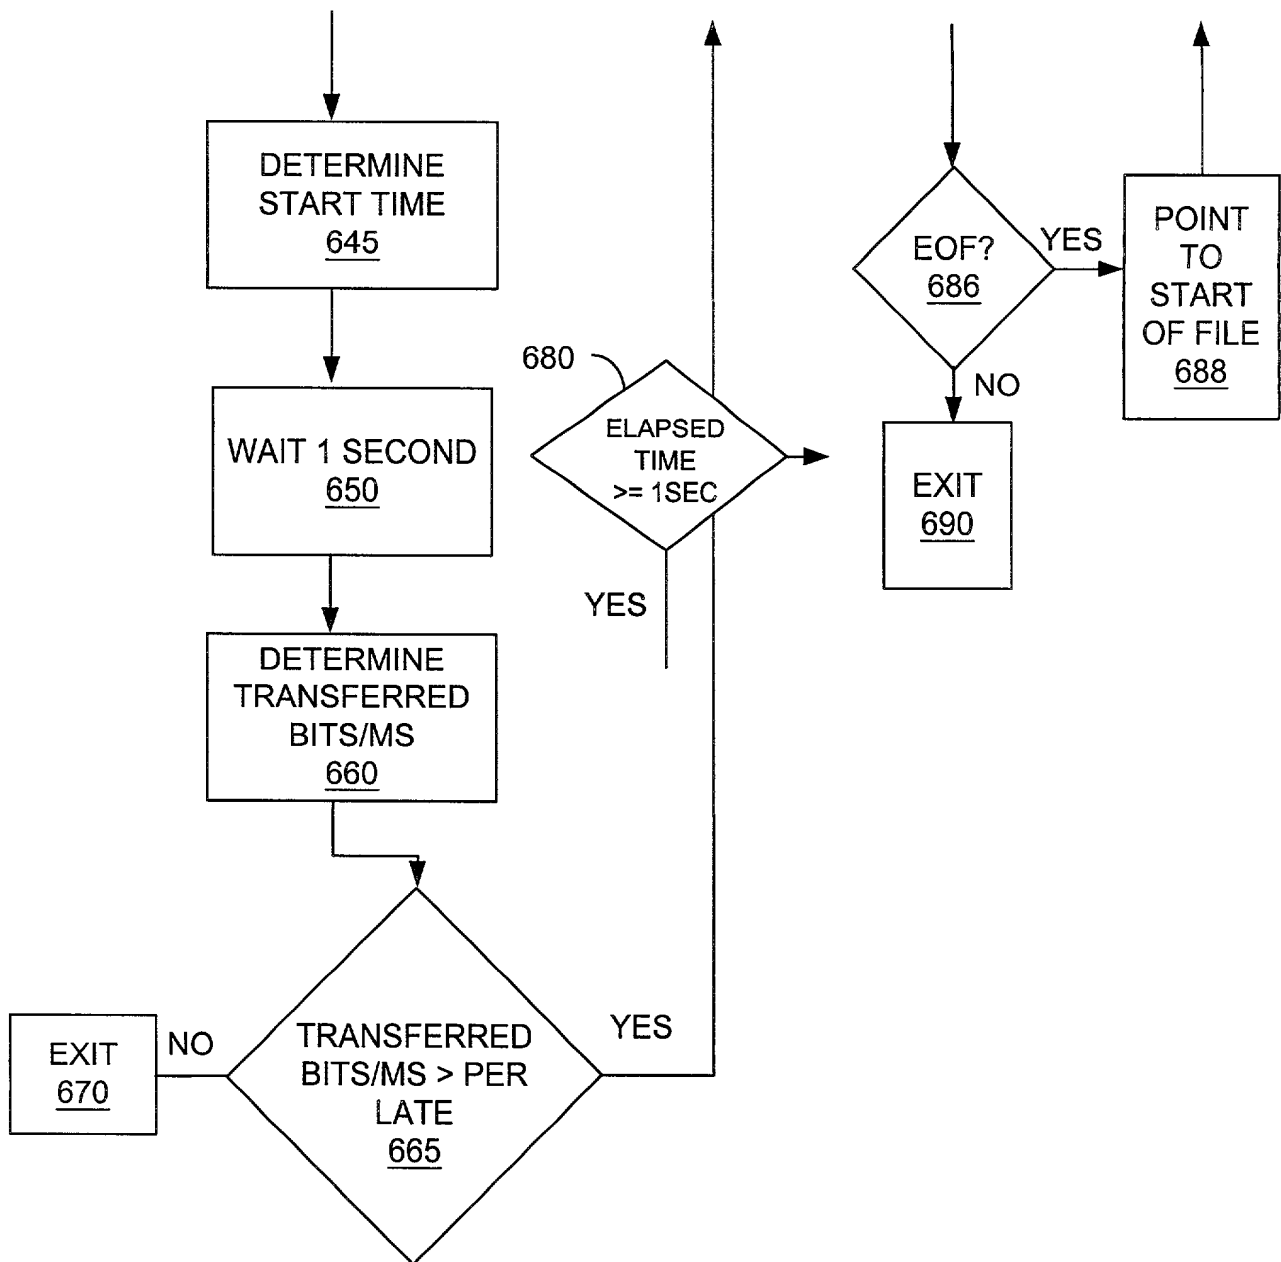 DETERMINE
START TIME
645
WAIT 1 SECOND
650
DETERMINE
TRANSFERRED
BITS/MS
660
TRANSFERRED
BITS/MS > PER
LATE
665
NO
EXIT
670
YES
680
ELAPSED
TIME
>= 1SEC
YES
EOF?
686
YES
NO
EXIT
690
POINT
TO
START
OF FILE
688